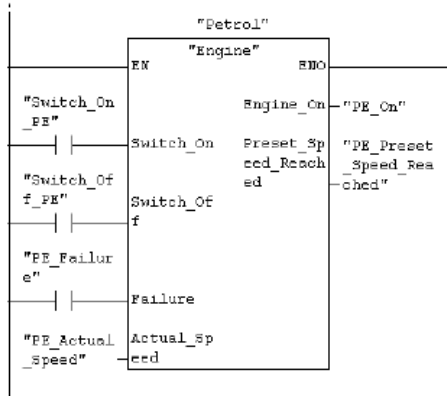 "Petrol"
"Engine"
EN
ENO
"Switch_On
_PE"
Switch_On
Engine_On
"PE_On"
Preset_Sp
eed_Reach
ed
"PE_Preset
_Speed_Rea
ched"
"Switch_Of
f_PE"
Switch_Of
f
"PE_Failur
e"
Failure
"PE_Actual
_Speed"
Actual_Sp
eed